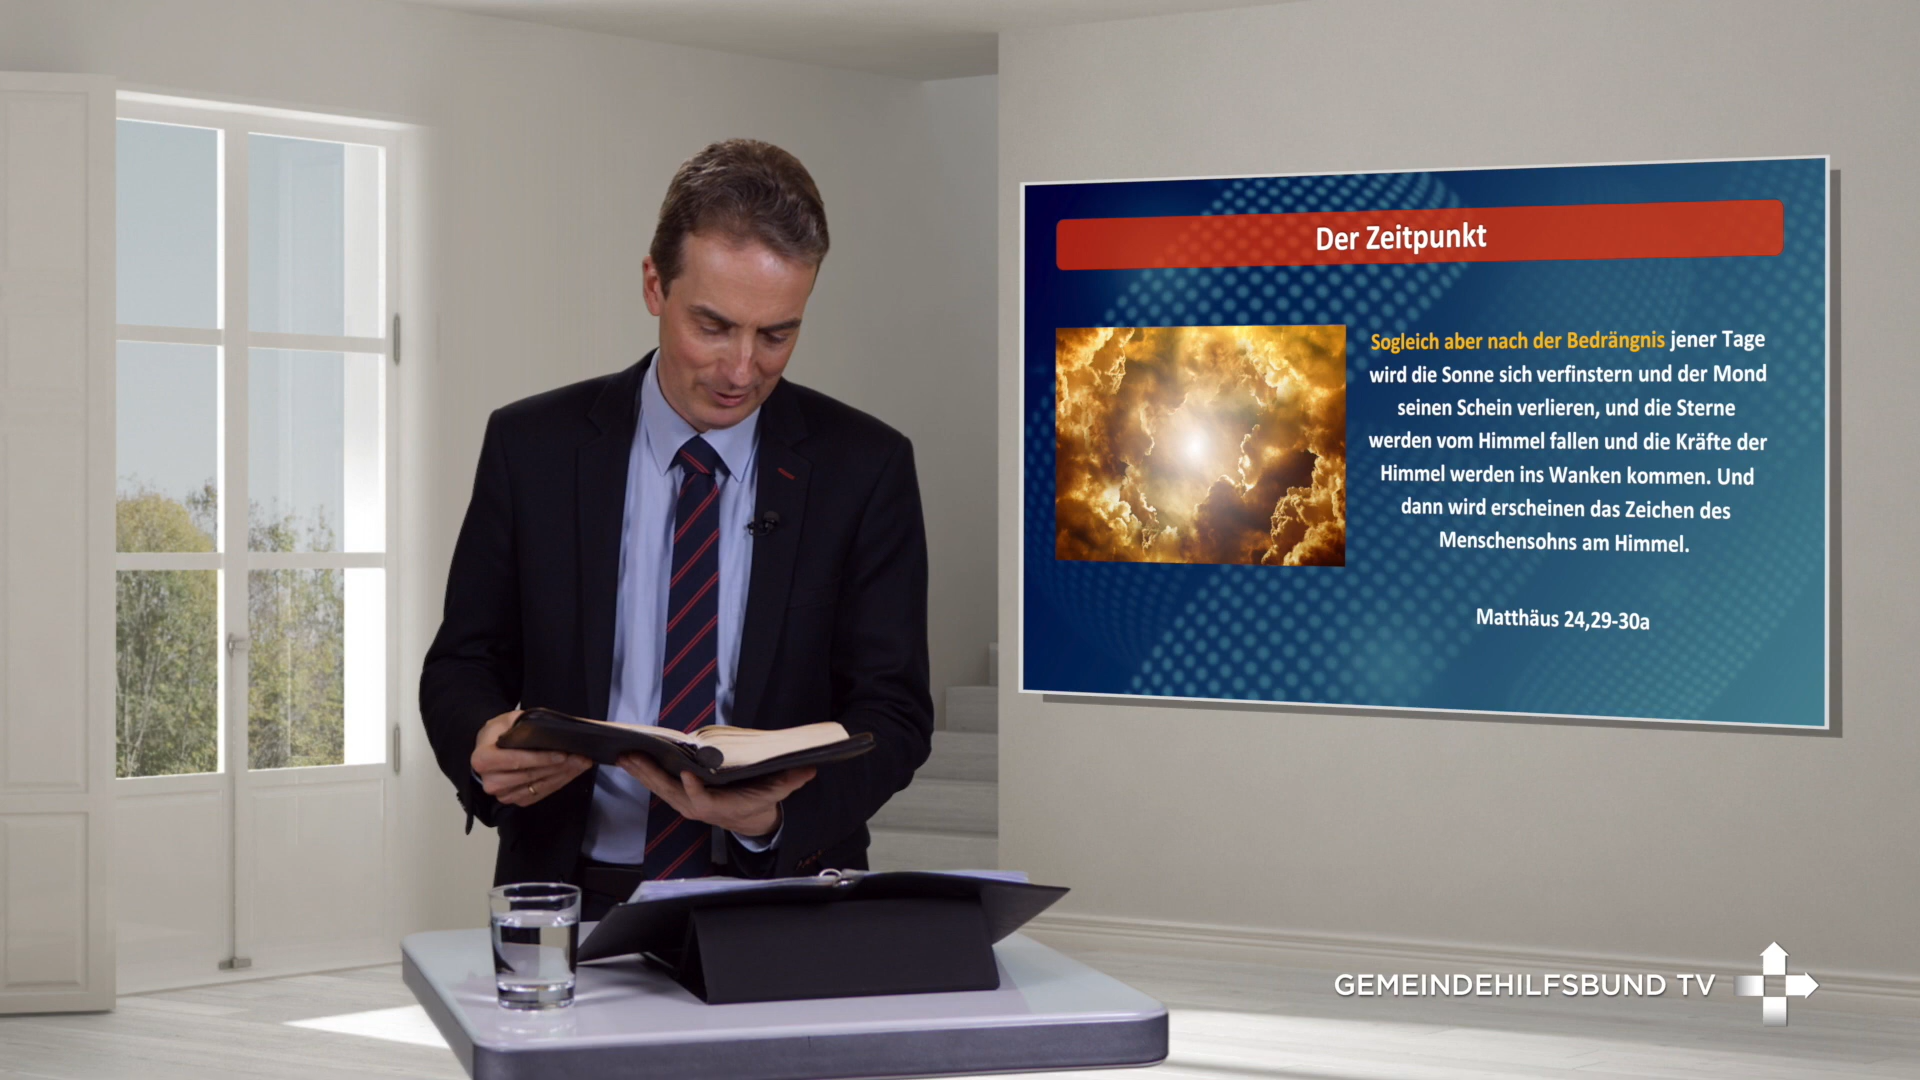 Der Zeitpunkt
Sogleich aber nach der Bedrängnis jener Tage
wird die Sonne sich verfinstern und der Mond
seinen Schein verlieren, und die Sterne
werden vom Himmel fallen und die Kräfte der
Himmel werden ins Wanken kommen. Und
dann wird erscheinen das Zeichen des
Menschensohns am Himmel.
Matthäus 24,29-30a
GEMEINDEHILFSBUND TV